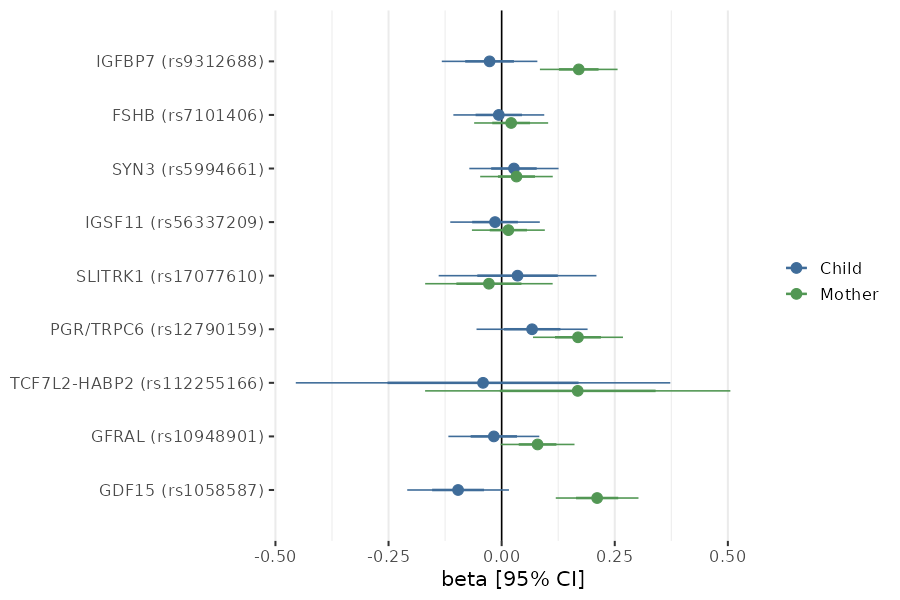 IGFBP7 (rs9312688)
FSHB (rs7101406)
SYN3 (rs5994661)
IGSF11 (rs56337209)
SLITRK1 (rs17077610)
PGR/TRPC6 (rs12790159)
TCF7L2-HABP2 (rs112255166)
GFRAL (rs10948901)
GDF15 (rs1058587)
-0.50 -0.25 0.00 0.25 0.50
beta [95% CI]
Child
Mother